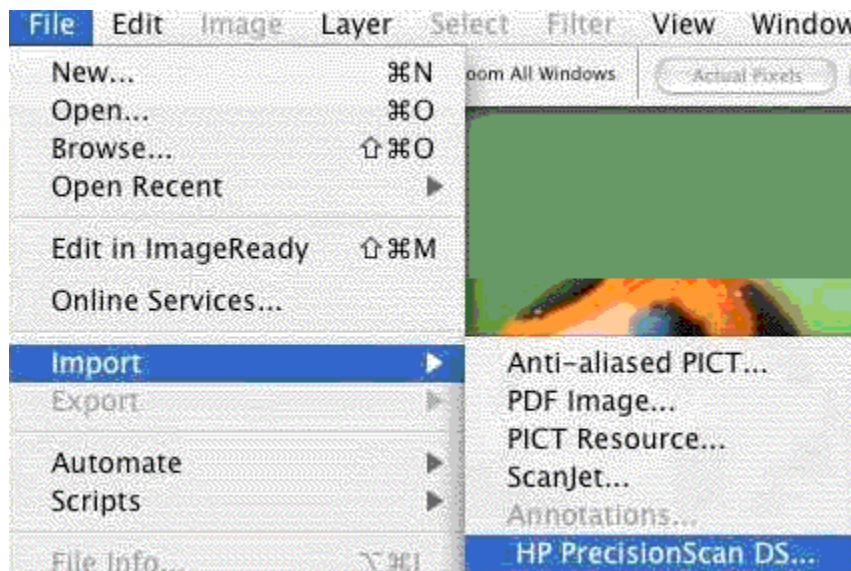 File Edit Image Layer Select Filter View Window
oom All Windows Actual Pixels
New... ⌘N
Open... ⌘O
Browse... ⇧⌘O
Open Recent ▶
Edit in ImageReady ⇧⌘M
Online Services...
Import ▶
Export ▶
Automate ▶
Scripts ▶
File Info... ⌥⌘I
Anti-aliased PICT...
PDF Image...
PICT Resource...
ScanJet...
Annotations...
HP PrecisionScan DS...